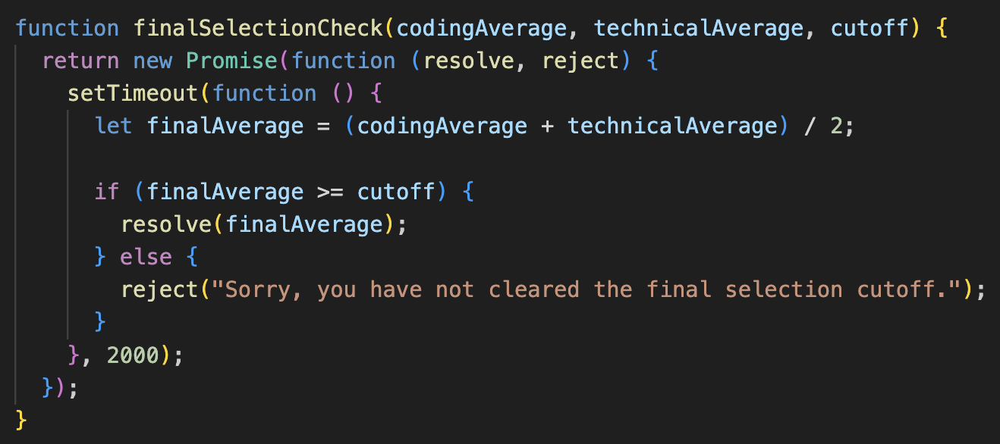 function finalSelectionCheck(codingAverage, technicalAverage, cutoff) {
  return new Promise(function (resolve, reject) {
    setTimeout(function () {
      let finalAverage = (codingAverage + technicalAverage) / 2;

      if (finalAverage >= cutoff) {
        resolve(finalAverage);
      } else {
        reject("Sorry, you have not cleared the final selection cutoff.");
      }
    }, 2000);
  });
}